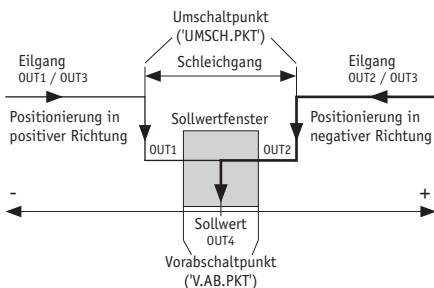 Umschaltpunkt
('UMSCH.PKT')
Eilgang
OUT1 / OUT3
Schleichgang
Eilgang
OUT2 / OUT3
Positionierung in
positiver Richtung
Sollwertfenster
Positionierung in
negativer Richtung
OUT1
OUT2
-
+
Sollwert
OUT4
Vorabschaltpunkt
('V.AB.PKT')